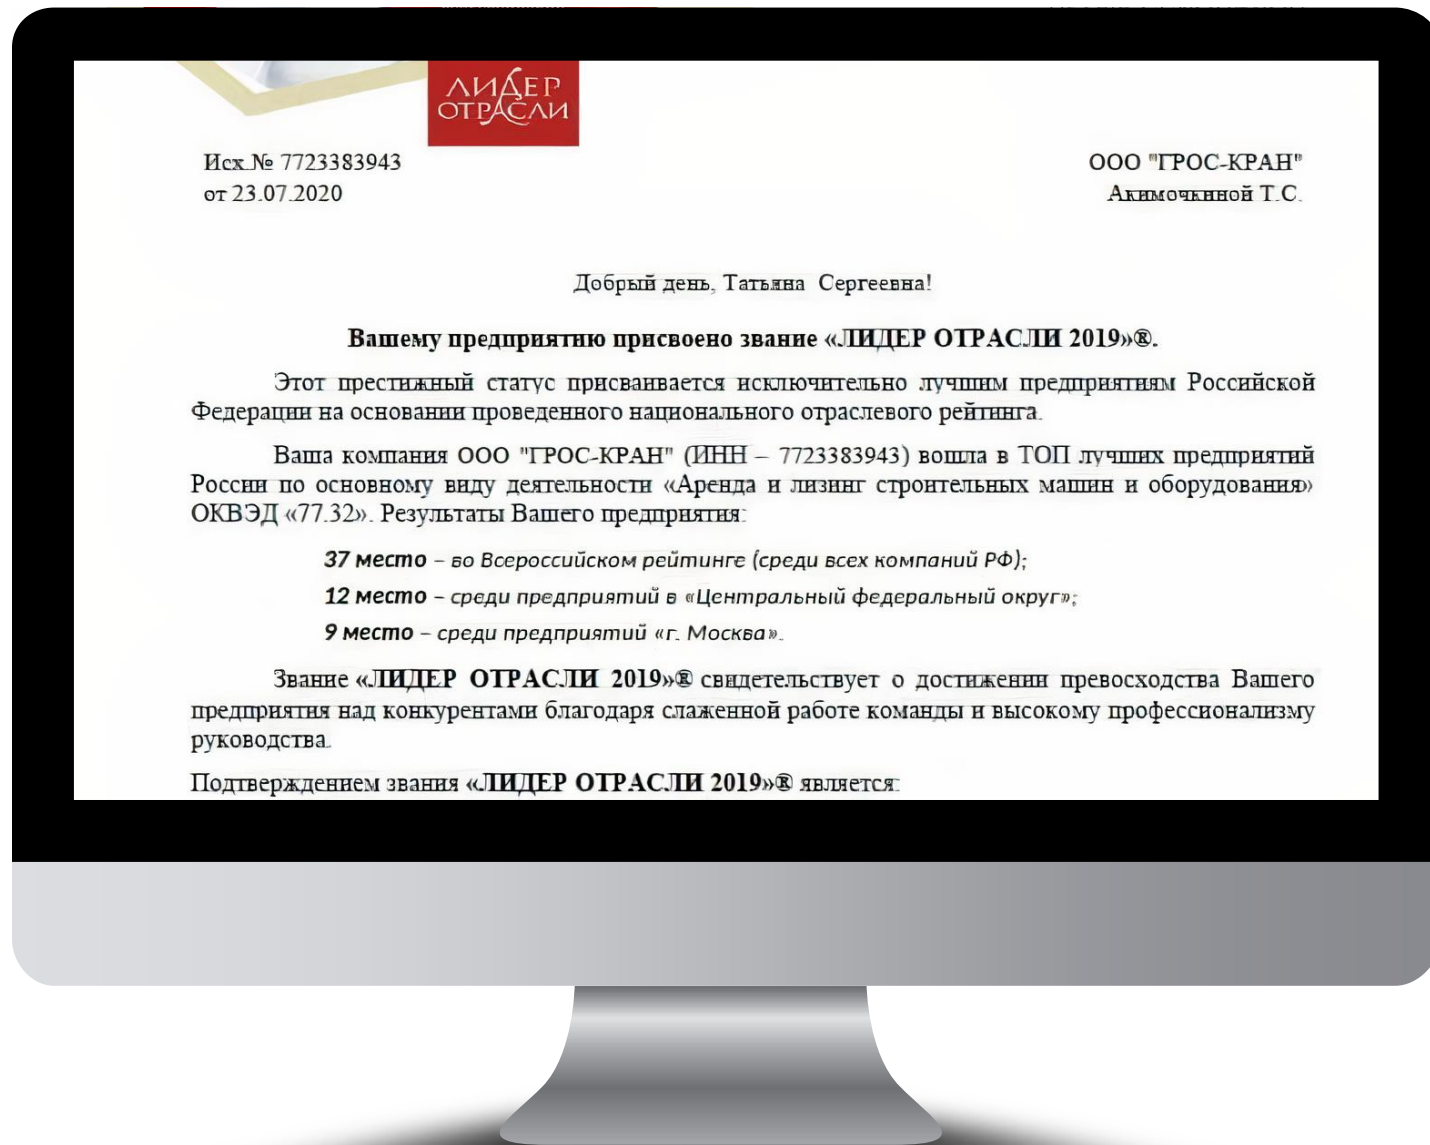 ЛИДЕР
ОТРАСЛИ
Исх.№ 7723383943
от 23.07.2020
ООО "ГРОС-КРАН"
Акимочкиной Т.С.
Добрый день, Татьяна Сергеевна!
Вашему предприятию присвоено звание «ЛИДЕР ОТРАСЛИ 2019»®.
Этот престижный статус присваивается исключительно лучшим предприятиям Российской
Федерации на основании проведенного национального отраслевого рейтинга.
Ваша компания ООО "ГРОС-КРАН" (ИНН – 7723383943) вошла в ТОП лучших предприятий
России по основному виду деятельности «Аренда и лизинг строительных машин и оборудования»
ОКВЭД «77.32». Результаты Вашего предприятия:
37 место – во Всероссийском рейтинге (среди всех компаний РФ);
12 место – среди предприятий в «Центральный федеральный округ»;
9 место – среди предприятий «г. Москва».
Звание «ЛИДЕР ОТРАСЛИ 2019»® свидетельствует о достижении превосходства Вашего
предприятия над конкурентами благодаря слаженной работе команды и высокому профессионализму
руководства.
Подтверждением звания «ЛИДЕР ОТРАСЛИ 2019»® является: